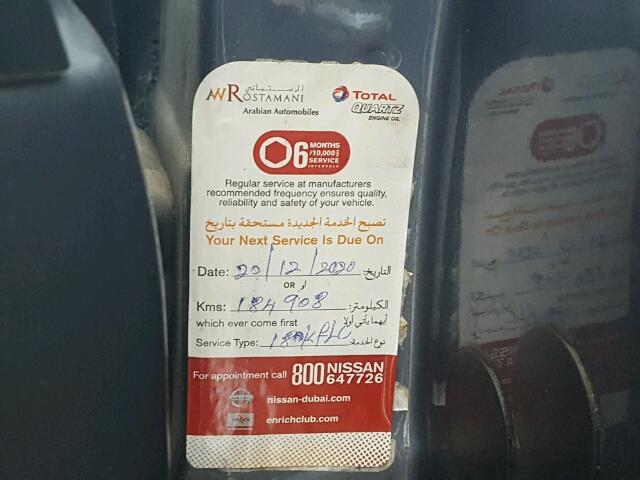 الرستماني
AWROSTAMANI
Arabian Automobiles
TOTAL
QUARTZ
ENGINE OIL
6 MONTHS
/10,000
SERVICE
INTERVALS
Regular service at manufacturers
recommended frequency ensures quality,
reliability and safety of your vehicle.
تصبح الخدمة الجديدة مستحقة بتاريخ
Your Next Service Is Due On
Date: 20/12/2020 التاريخ:
OR او
Kms: 184908 الكيلومتر:
which ever come first أيهما يأتي أولا
Service Type: نوع الخدمة:
For appointment call 800 NISSAN
647726
nissan-dubai.com
enrichclub.com